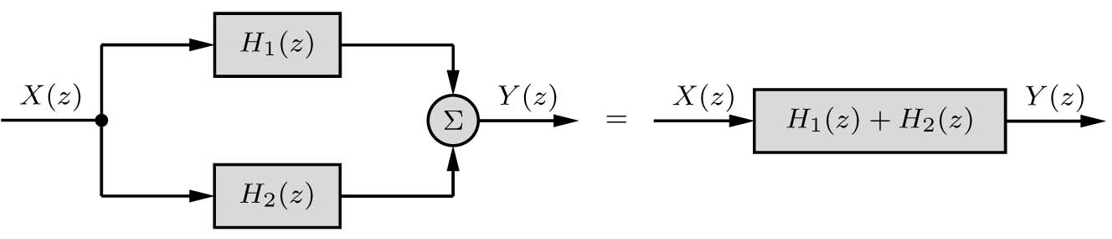 H₁(z)
X(z)
Σ
Y(z)
H₂(z)
=
X(z)
H₁(z) + H₂(z)
Y(z)